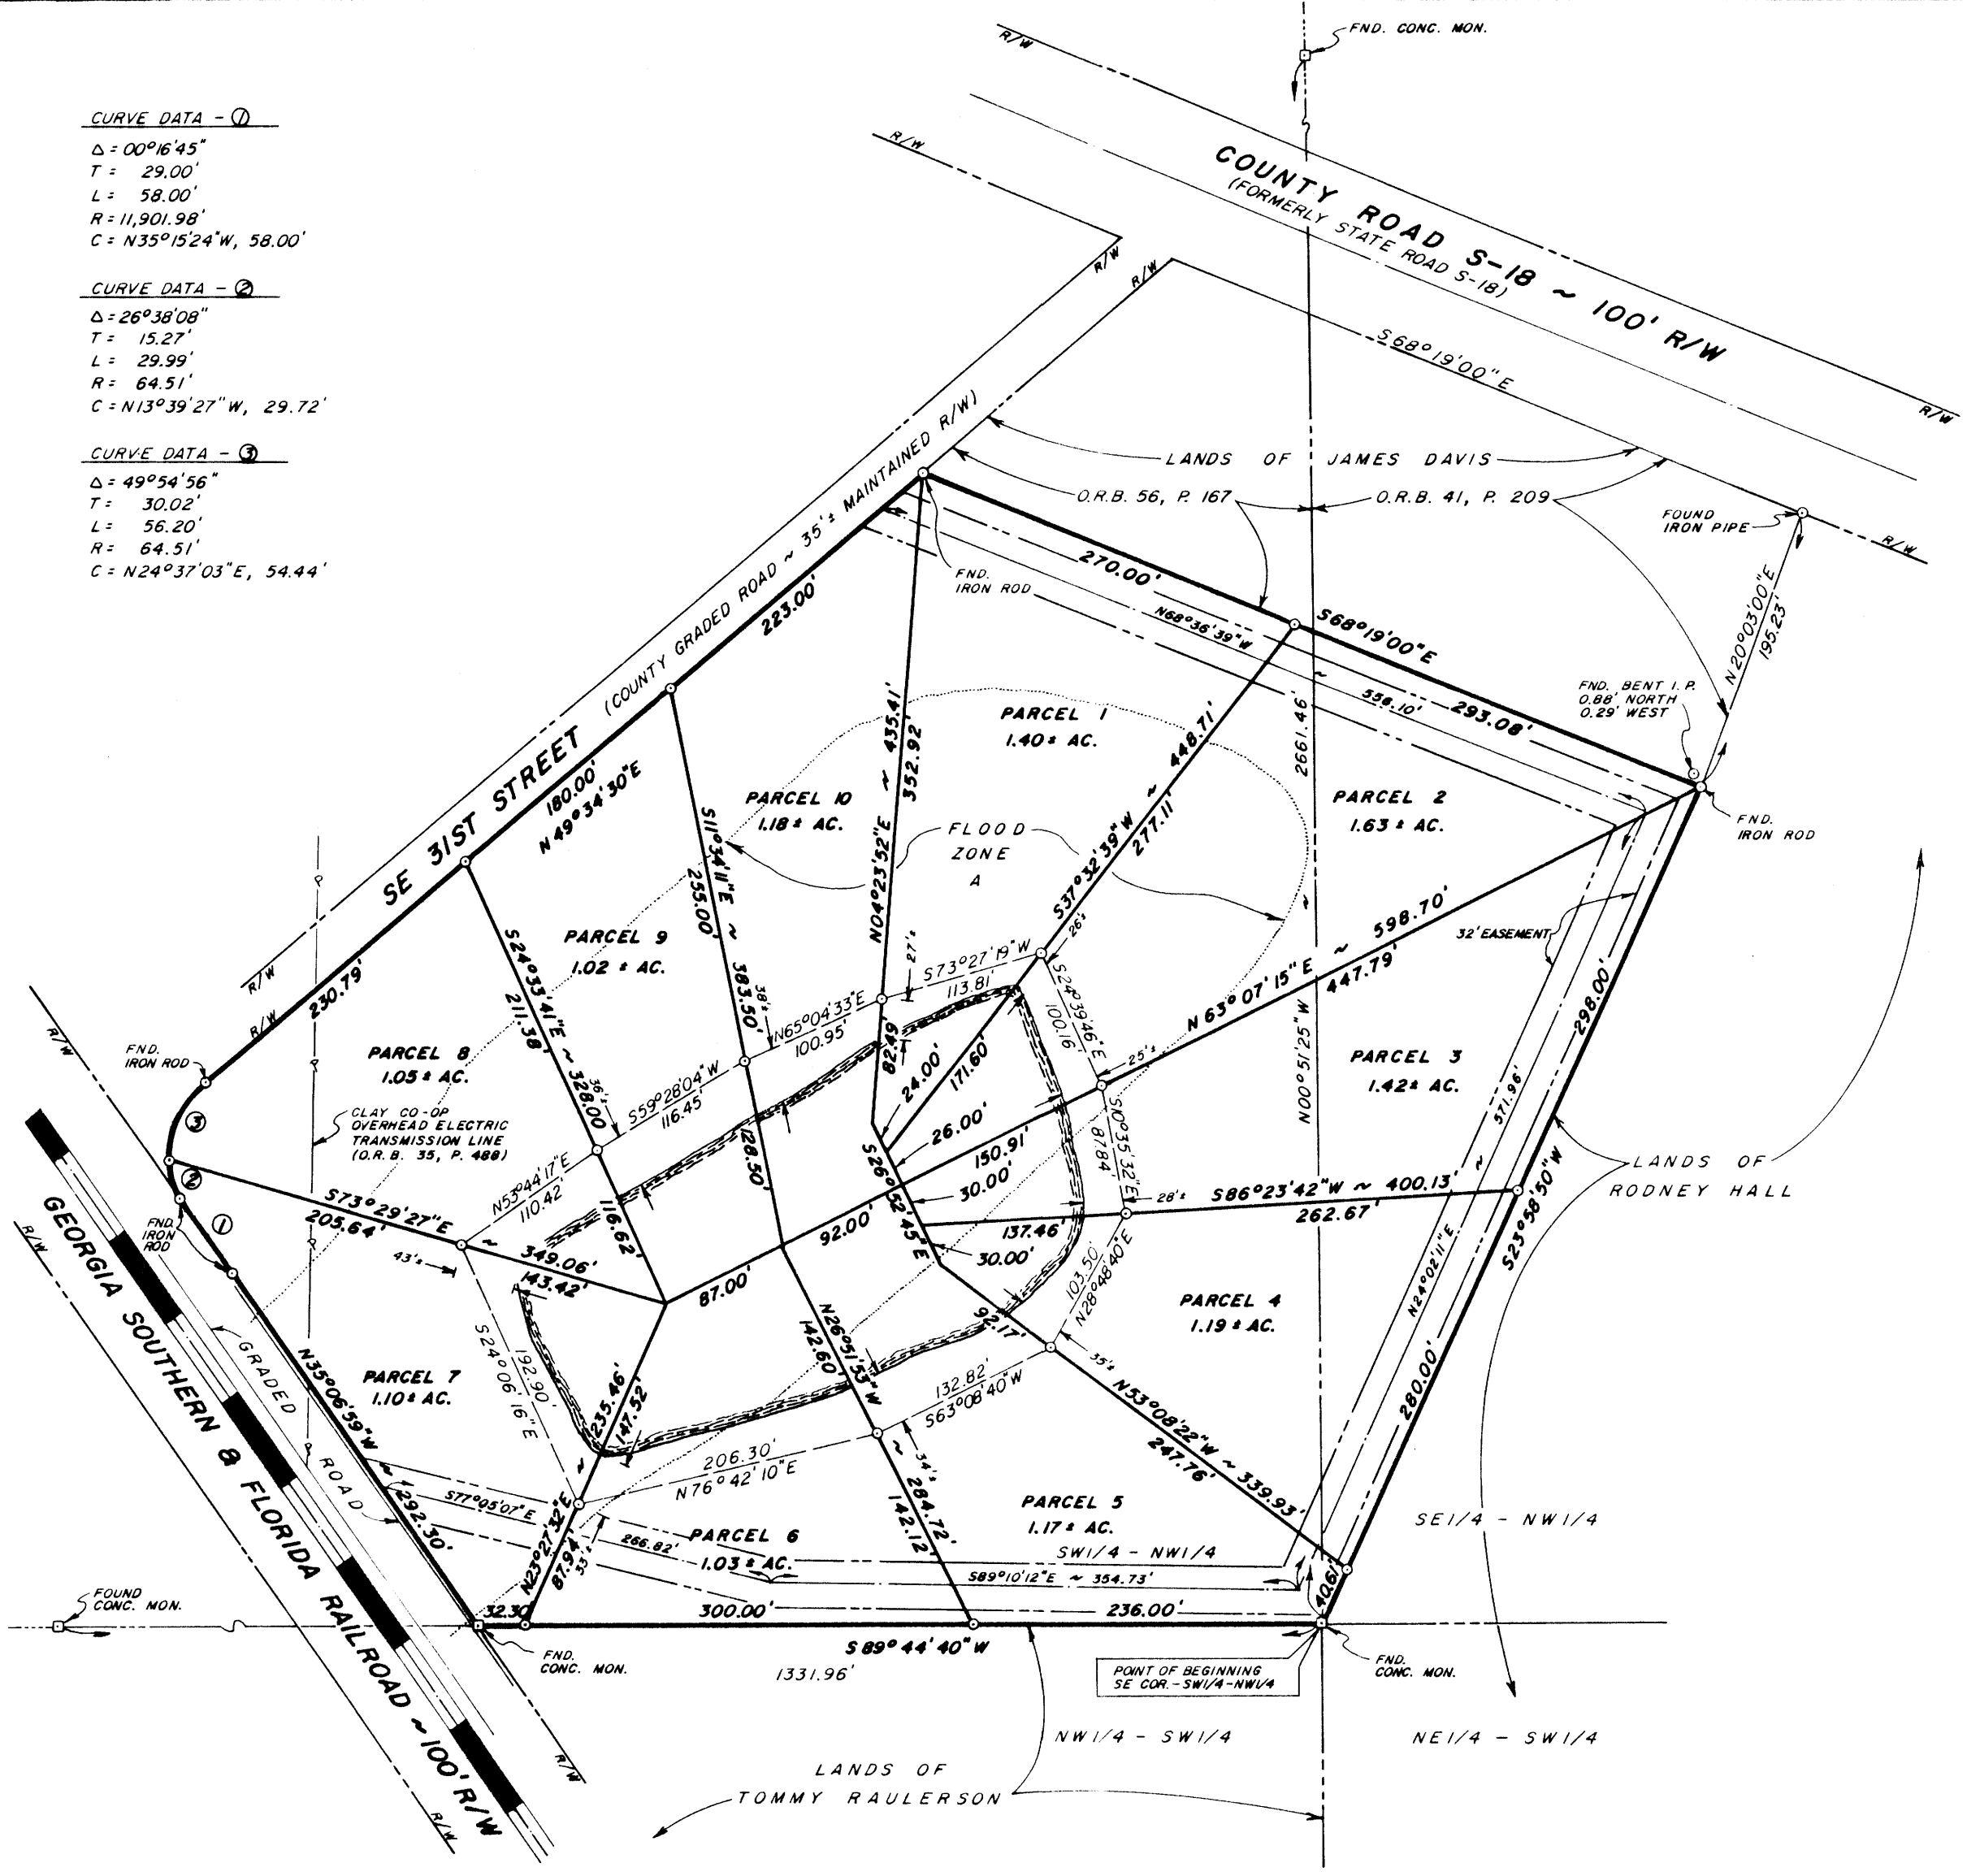 CURVE DATA - ①
Δ = 00°16'45"
T = 29.00'
L = 58.00'
R = 11,901.98'
C = N35°15'24"W, 58.00'
CURVE DATA - ②
Δ = 26°38'08"
T = 15.27'
L = 29.99'
R = 64.51'
C = N13°39'27"W, 29.72'
CURVE DATA - ③
Δ = 49°54'56"
T = 30.02'
L = 56.20'
R = 64.51'
C = N24°37'03"E, 54.44'
FND. CONC. MON.
R/W
R/W
COUNTY ROAD S-18 ~ 100' R/W
(FORMERLY STATE ROAD S-18)
R/W
R/W
R/W
S68°19'00"E
R/W
LANDS OF JAMES DAVIS
O.R.B. 56, P. 167
O.R.B. 41, P. 209
FOUND
IRON PIPE
N20°03'00"E
195.23'
FND. BENT I.P.
0.88' NORTH
0.29' WEST
FND.
IRON ROD
SE 31ST STREET (COUNTY GRADED ROAD ~ 35'± MAINTAINED R/W)
R/W
R/W
223.00'
180.00'
N 49°34'30"E
230.79'
FND.
IRON ROD
270.00'
S68°19'00"E
293.08'
N68°36'39"W
~
556.10'
2661.46'
~
N00°51'25"W
PARCEL 1
1.40± AC.
PARCEL 2
1.63± AC.
PARCEL 10
1.18± AC.
FLOOD
ZONE
A
PARCEL 9
1.02± AC.
PARCEL 8
1.05± AC.
PARCEL 3
1.42± AC.
N04°23'52"E ~ 435.41'
352.92'
82.49'
27'±
S37°32'39"W ~ 448.71'
277.11'
171.60'
26'±
S11°34'11"E ~ 383.50'
255.00'
128.50'
38'±
S24°33'41"E ~ 328.00
211.38'
116.62'
36'±
N 63°07'15"E ~ 598.70'
447.79'
150.91'
25'±
32' EASEMENT
298.00'
571.96'
~
N24°02'11"E
S23°58'50"W
280.00'
40.61'
S73°27'19"W
113.81'
N65°04'33"E
100.95'
S59°28'04"W
116.45'
N53°44'17"E
110.42'
S24°39'46"E
100.16
S10°35'32"E
87.84
24.00'
26.00'
30.00'
30.00'
S26°52'45"E
92.00'
87.00'
28'±
S86°23'42"W ~ 400.13'
262.67'
137.46'
103.50
N28°48'40"E
FND.
IRON ROD
③
②
①
FND.
IRON
ROD
CLAY CO-OP
OVERHEAD ELECTRIC
TRANSMISSION LINE
(O.R.B. 35, P. 488)
S73°29'27"E ~ 349.06'
205.64'
143.42'
43'±
LANDS OF
RODNEY HALL
PARCEL 4
1.19± AC.
92.17'
35'±
N53°08'22"W ~ 339.93'
247.76'
132.82'
S63°08'40"W
N26°51'53"W ~ 284.72'
142.60'
142.12'
34'±
206.30'
N76°42'10"E
192.90'
S24°06'16"E
235.46'
147.52'
N23°27'32"E ~
87.94'
33'±
PARCEL 7
1.10± AC.
N35°06'59"W ~ 292.30'
S77°05'07"E
266.82'
PARCEL 6
1.03± AC.
PARCEL 5
1.17± AC.
SW1/4 - NW1/4
SE1/4 - NW1/4
S89°10'12"E ~ 354.73'
32.30'
300.00'
236.00'
S 89°44'40"W
1331.96'
R/W
GEORGIA SOUTHERN & FLORIDA RAILROAD ~ 100' R/W
GRADED ROAD
R/W
R/W
R/W
FOUND
CONC. MON.
FND.
CONC. MON.
POINT OF BEGINNING
SE COR.-SW1/4-NW1/4
FND.
CONC. MON.
NW1/4 - SW1/4
NE1/4 - SW1/4
LANDS OF
TOMMY RAULERSON